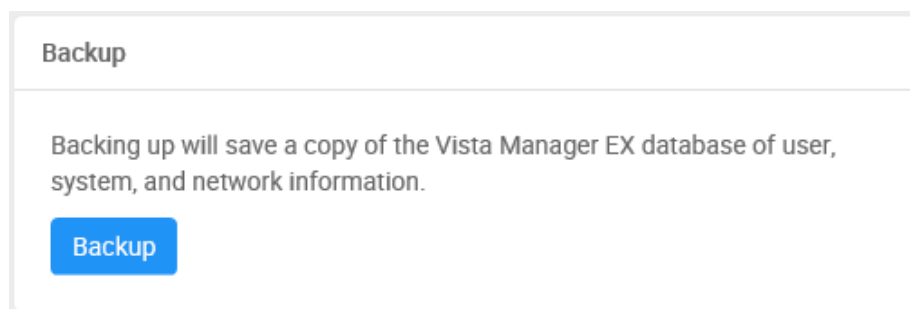 Backup
Backing up will save a copy of the Vista Manager EX database of user,
system, and network information.
Backup